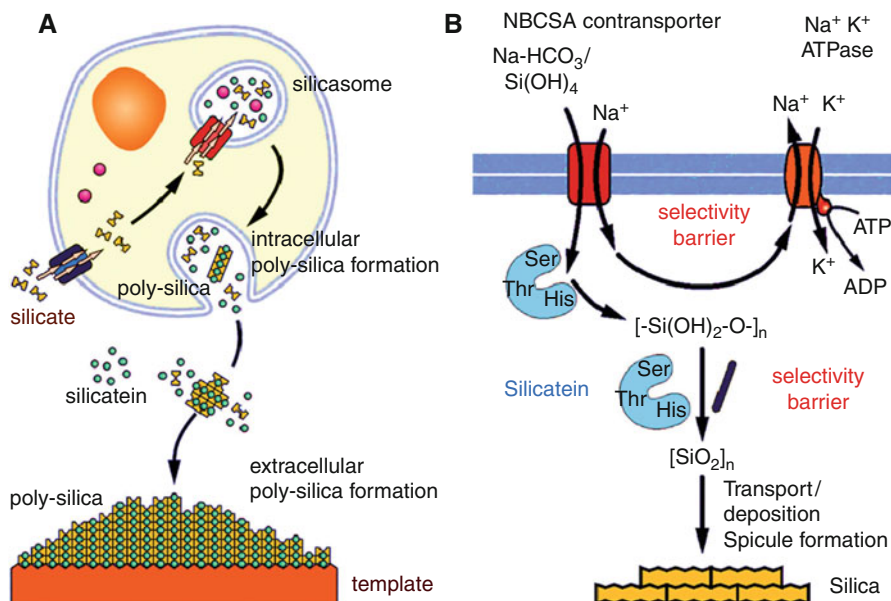 A
silicasome
intracellular
poly-silica formation
poly-silica
silicate
silicatein
extracellular
poly-silica formation
poly-silica
template
B
NBCSA contransporter
Na-HCO₃/
Si(OH)₄
Na⁺
Na⁺ K⁺
ATPase
Na⁺ K⁺
selectivity
barrier
ATP
K⁺
ADP
Ser
Thr
His
[-Si(OH)₂-O-]ₙ
Silicatein
Ser
Thr
His
selectivity
barrier
[SiO₂]ₙ
Transport/
deposition
Spicule formation
Silica